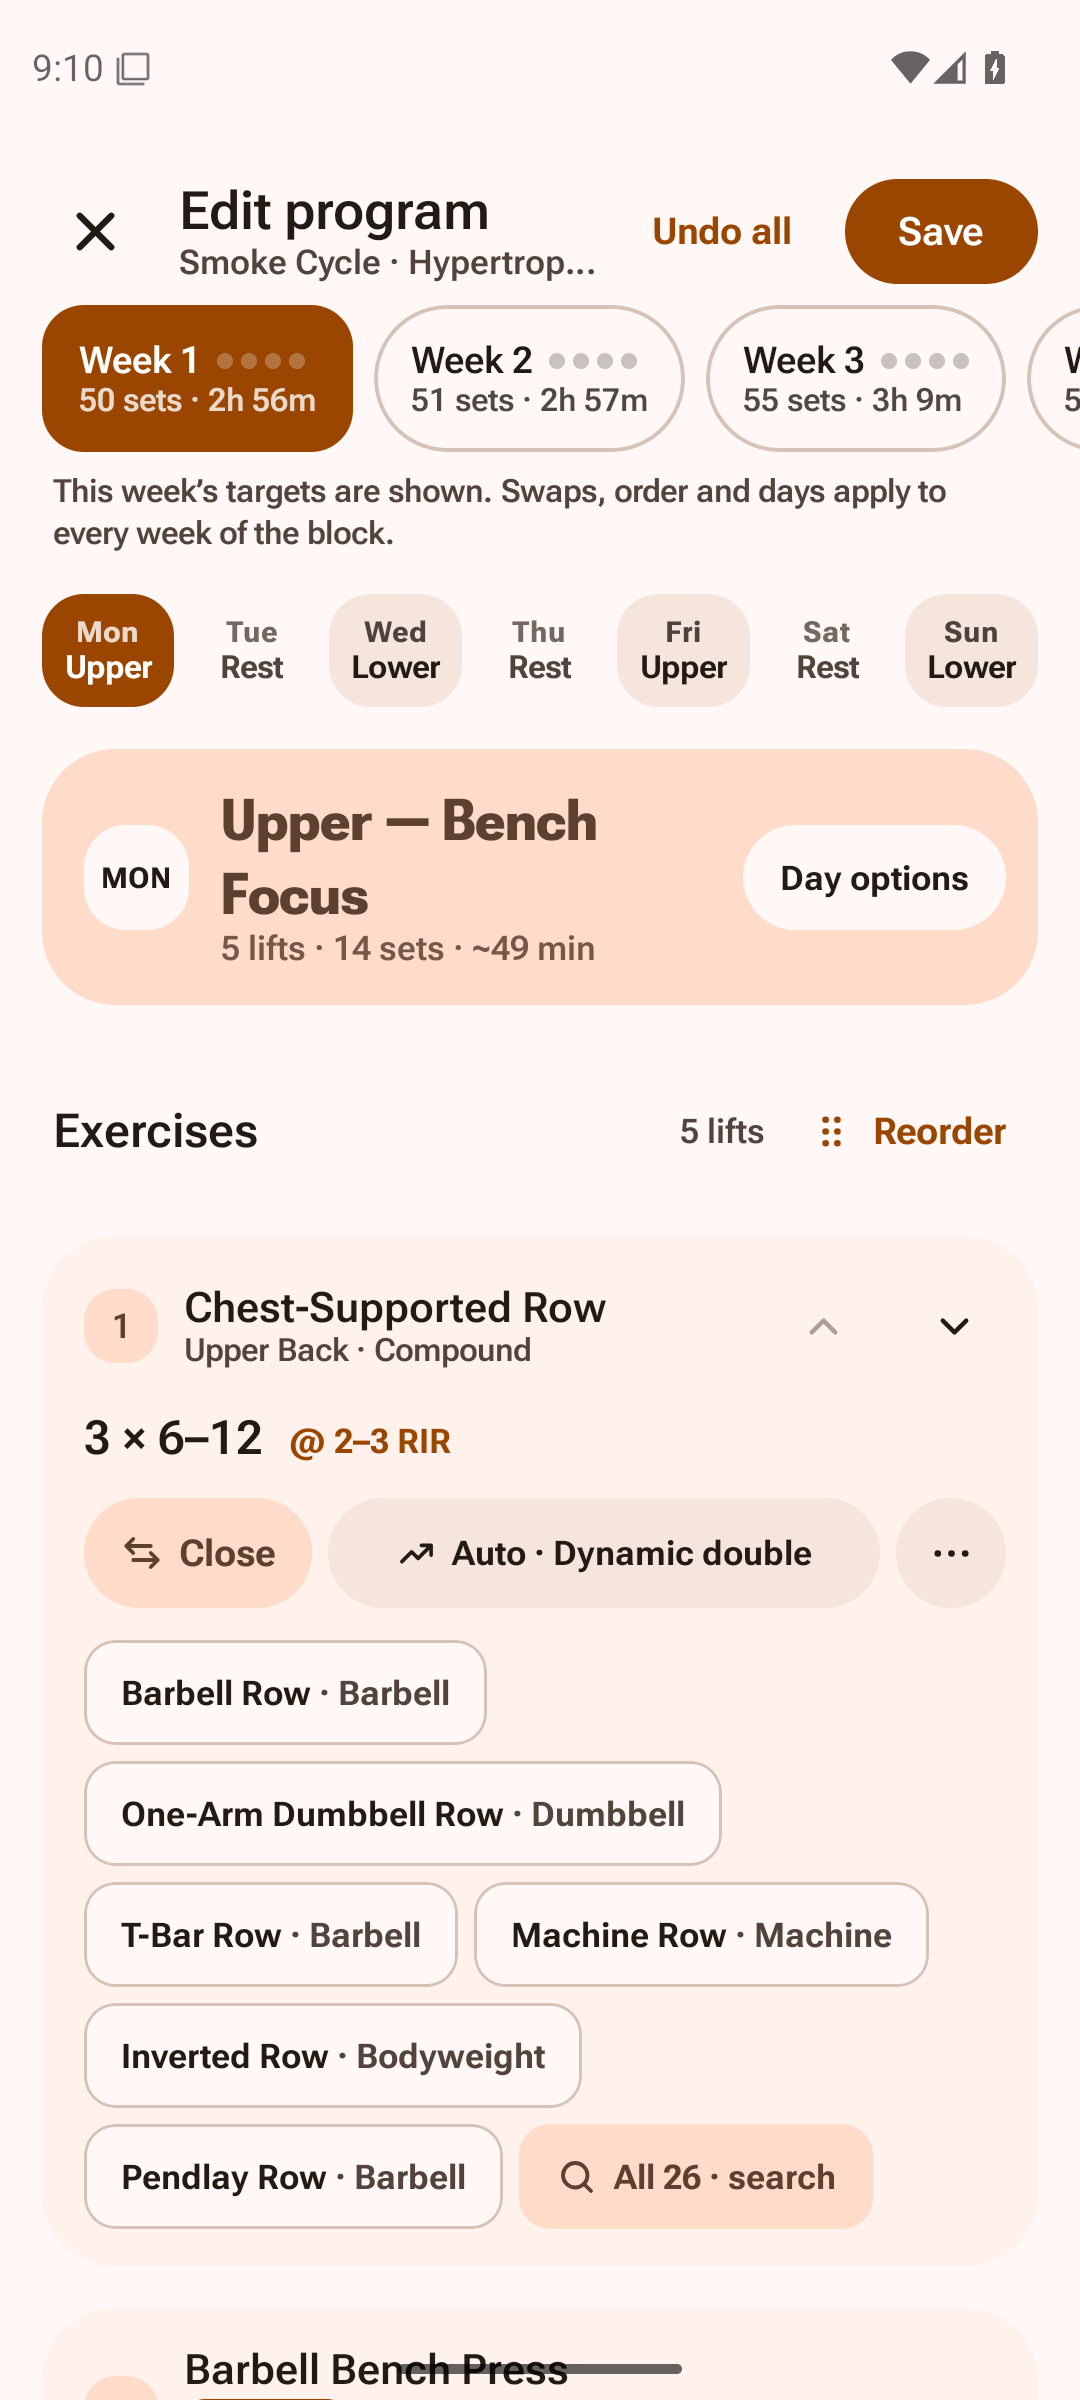 9:10
Edit program
Smoke Cycle · Hypertrop...
Undo all
Save
Week 1
50 sets · 2h 56m
Week 2
51 sets · 2h 57m
Week 3
55 sets · 3h 9m
This week’s targets are shown. Swaps, order and days apply to
every week of the block.
Mon
Upper
Tue
Rest
Wed
Lower
Thu
Rest
Fri
Upper
Sat
Rest
Sun
Lower
MON
Upper — Bench
Focus
5 lifts · 14 sets · ~49 min
Day options
Exercises
5 lifts
Reorder
1
Chest-Supported Row
Upper Back · Compound
3 × 6–12 @ 2–3 RIR
Close
Auto · Dynamic double
Barbell Row · Barbell
One-Arm Dumbbell Row · Dumbbell
T-Bar Row · Barbell
Machine Row · Machine
Inverted Row · Bodyweight
Pendlay Row · Barbell
All 26 · search
Barbell Bench Press